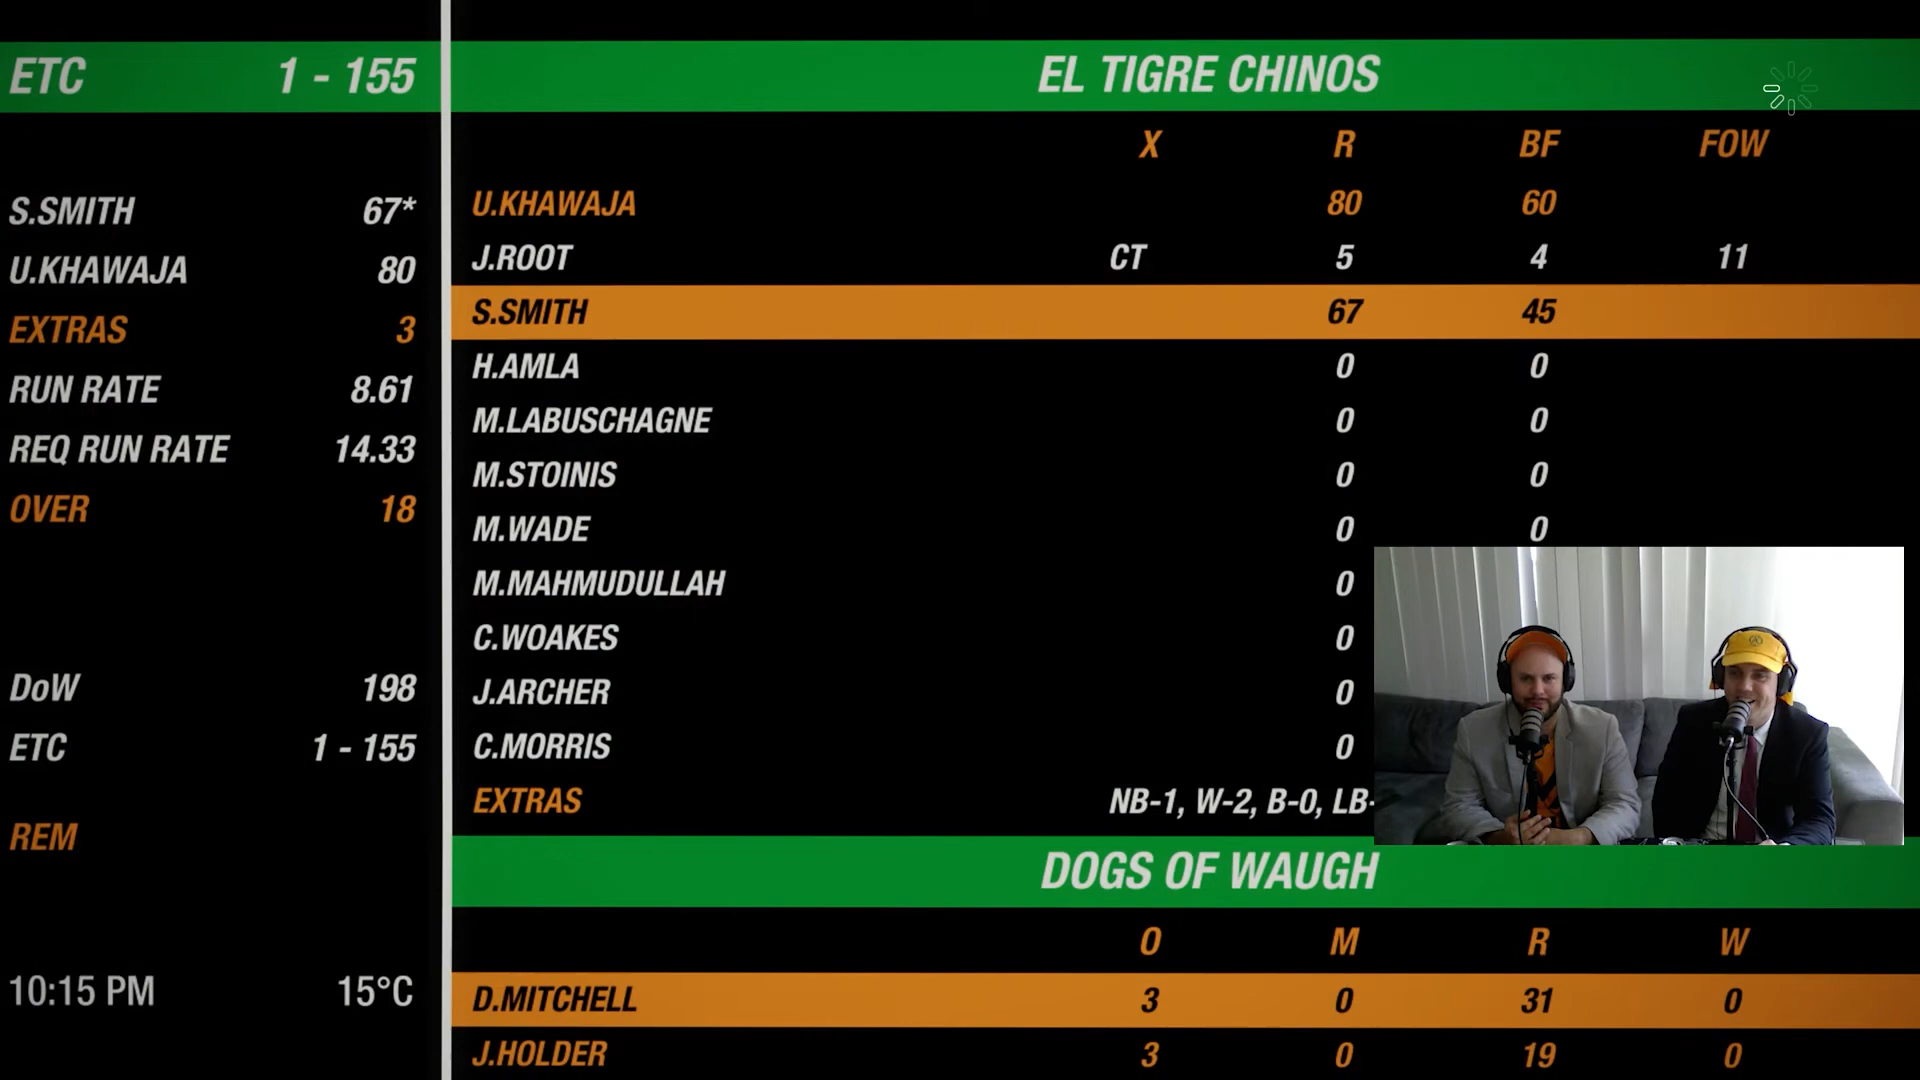 ETC 1 - 155
S.SMITH 67*
U.KHAWAJA 80
EXTRAS 3
RUN RATE 8.61
REQ RUN RATE 14.33
OVER 18
DoW 198
ETC 1 - 155
REM
10:15 PM 15°C
EL TIGRE CHINOS
X R BF FOW
U.KHAWAJA 80 60
J.ROOT CT 5 4 11
S.SMITH 67 45
H.AMLA 0 0
M.LABUSCHAGNE 0 0
M.STOINIS 0 0
M.WADE 0 0
M.MAHMUDULLAH 0
C.WOAKES 0
J.ARCHER 0
C.MORRIS 0
EXTRAS NB-1, W-2, B-0, LB-
DOGS OF WAUGH
O M R W
D.MITCHELL 3 0 31 0
J.HOLDER 3 0 19 0